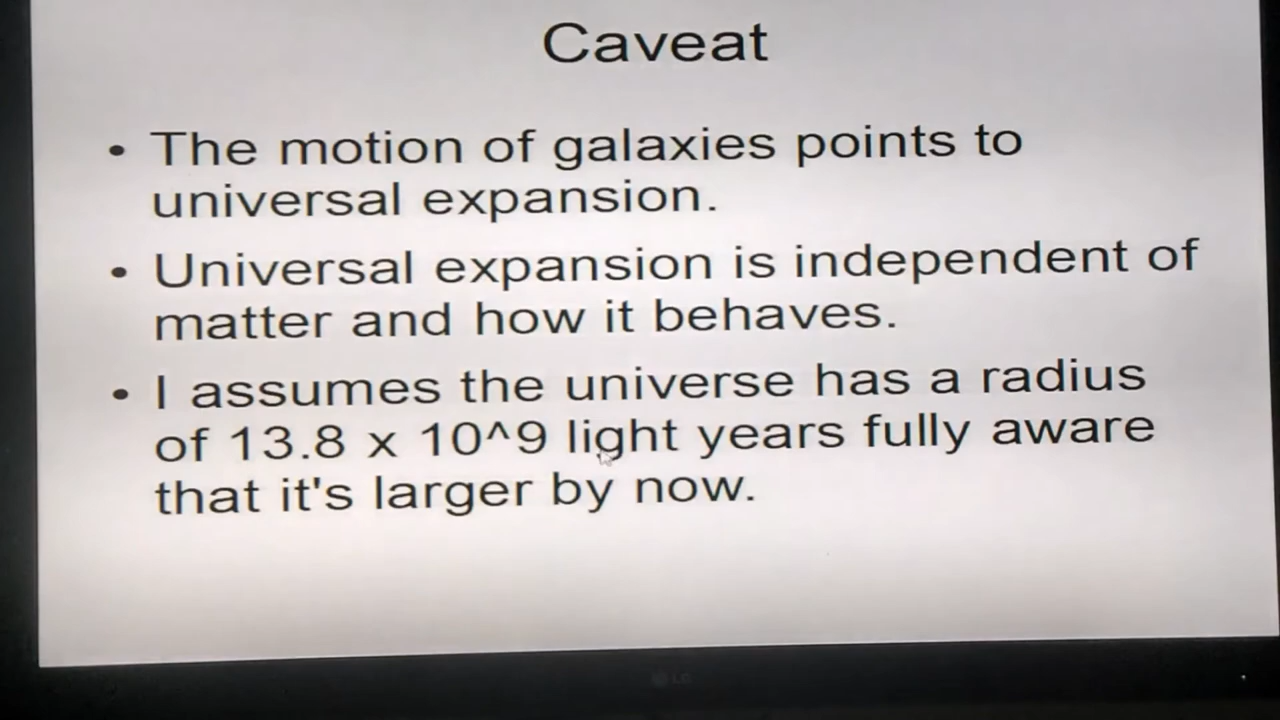 Caveat
• The motion of galaxies points to
universal expansion.
• Universal expansion is independent of
matter and how it behaves.
• I assumes the universe has a radius
of 13.8 x 10^9 light years fully aware
that it's larger by now.
LG